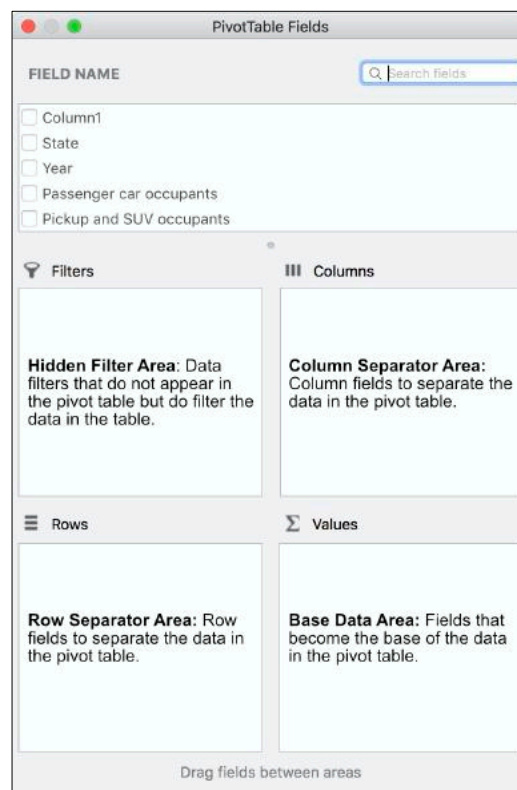 PivotTable Fields
FIELD NAME
Search fields
Column1
State
Year
Passenger car occupants
Pickup and SUV occupants
Filters
Columns
Hidden Filter Area: Data
filters that do not appear in
the pivot table but do filter the
data in the table.
Column Separator Area:
Column fields to separate the
data in the pivot table.
Rows
Values
Row Separator Area: Row
fields to separate the data in
the pivot table.
Base Data Area: Fields that
become the base of the data
in the pivot table.
Drag fields between areas